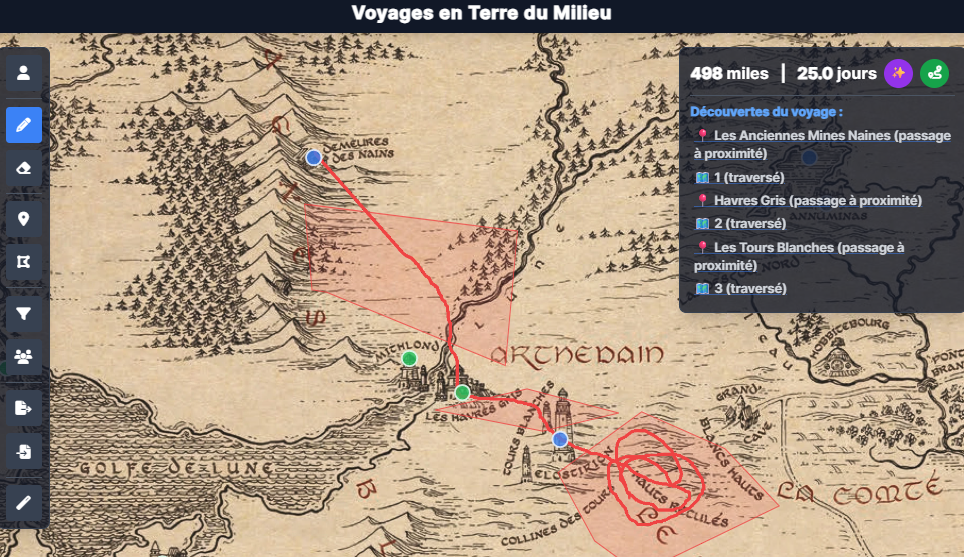 Voyages en Terre du Milieu
498 miles | 25.0 jours
Découvertes du voyage :
Les Anciennes Mines Naines (passage
à proximité)
1 (traversé)
Havres Gris (passage à proximité)
2 (traversé)
Les Tours Blanches (passage à
proximité)
3 (traversé)
DEMEURES
DES NAINS
ANNÚMINAS
MITHLOND
ARTHEDAIN
HOBBITEBOURG
LES HAVRES GRIS
TOURS BLANCHES
GRAND'
CAVE
BLANCS HAUTS
ELOSTIRION
HAUTS RECULÉS
GOLFE DE LUNE
LA COMTÉ
COLLINES DES TOURS